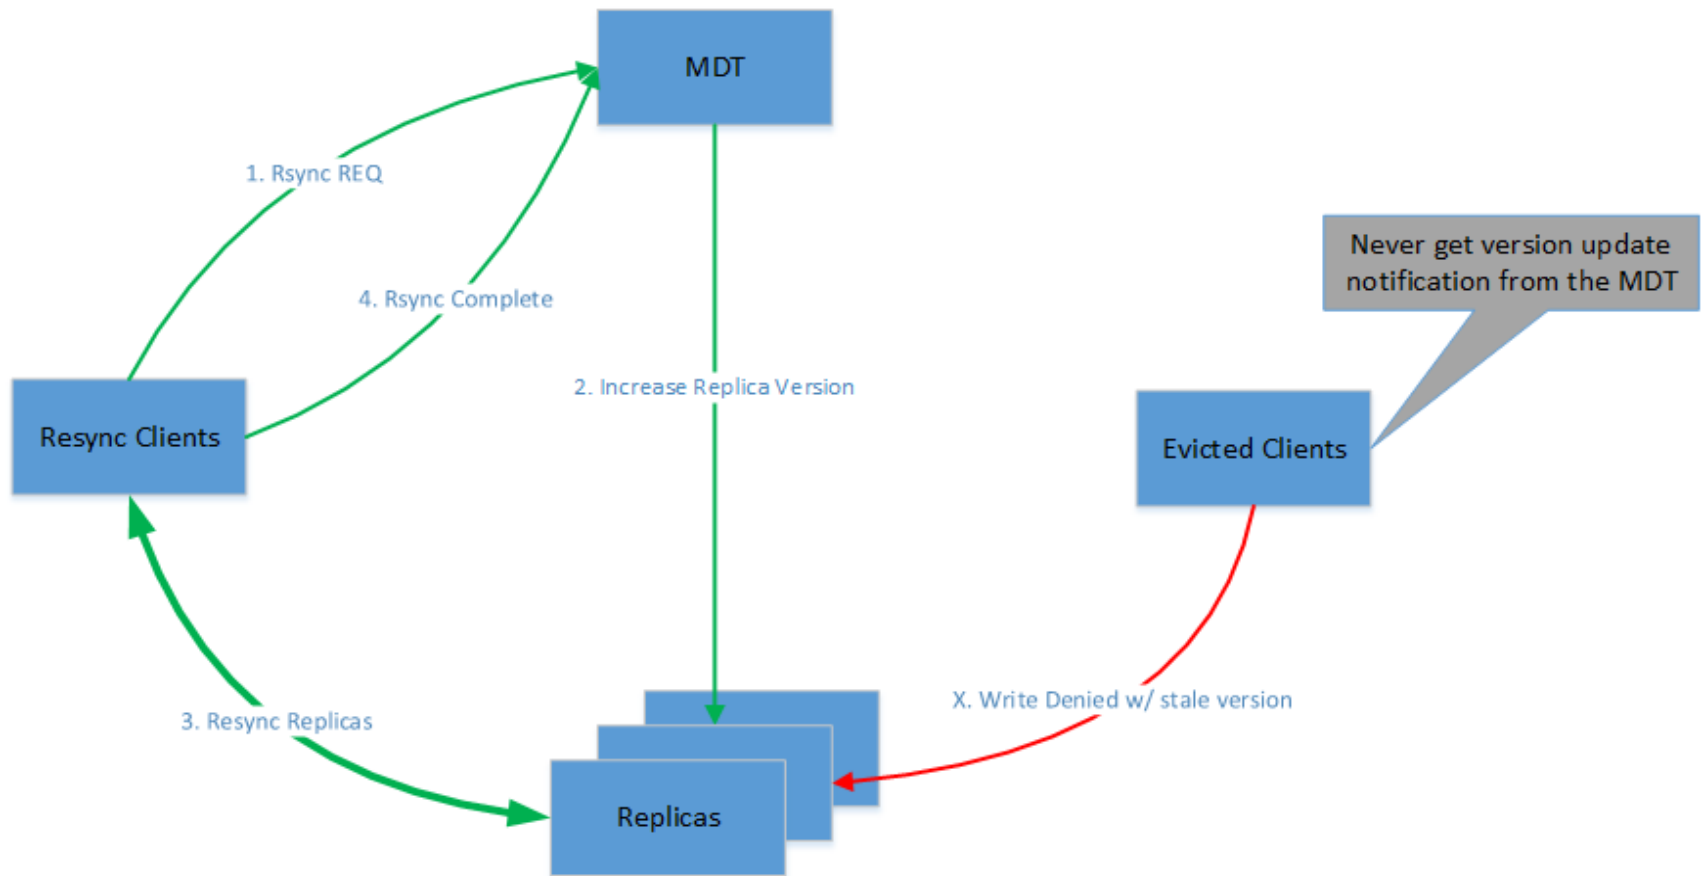 MDT
1. Rsync REQ
Never get version update
notification from the MDT
4. Rsync Complete
2. Increase Replica Version
Resync Clients
Evicted Clients
X. Write Denied w/ stale version
3. Resync Replicas
Replicas